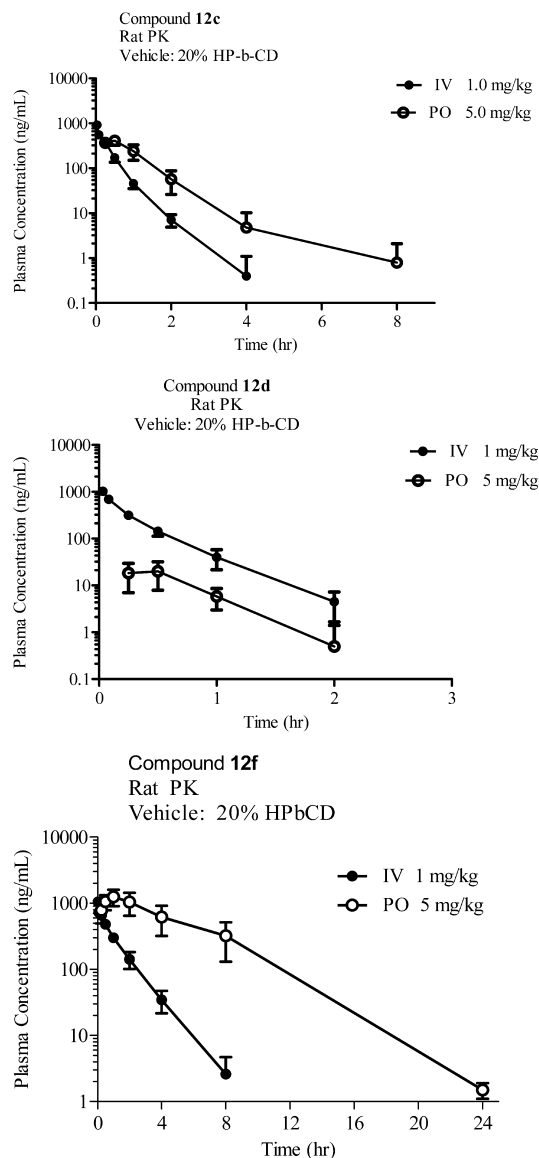 Compound 12c
Rat PK
Vehicle: 20% HP-b-CD
IV 1.0 mg/kg
PO 5.0 mg/kg
Plasma Concentration (ng/mL)
10000
1000
100
10
1
0.1
0 2 4 6 8
Time (hr)
Compound 12d
Rat PK
Vehicle: 20% HP-b-CD
IV 1 mg/kg
PO 5 mg/kg
Plasma Concentration (ng/mL)
10000
1000
100
10
1
0.1
0 1 2 3
Time (hr)
Compound 12f
Rat PK
Vehicle: 20% HPbCD
IV 1 mg/kg
PO 5 mg/kg
Plasma Concentration (ng/mL)
10000
1000
100
10
1
0 4 8 12 16 20 24
Time (hr)